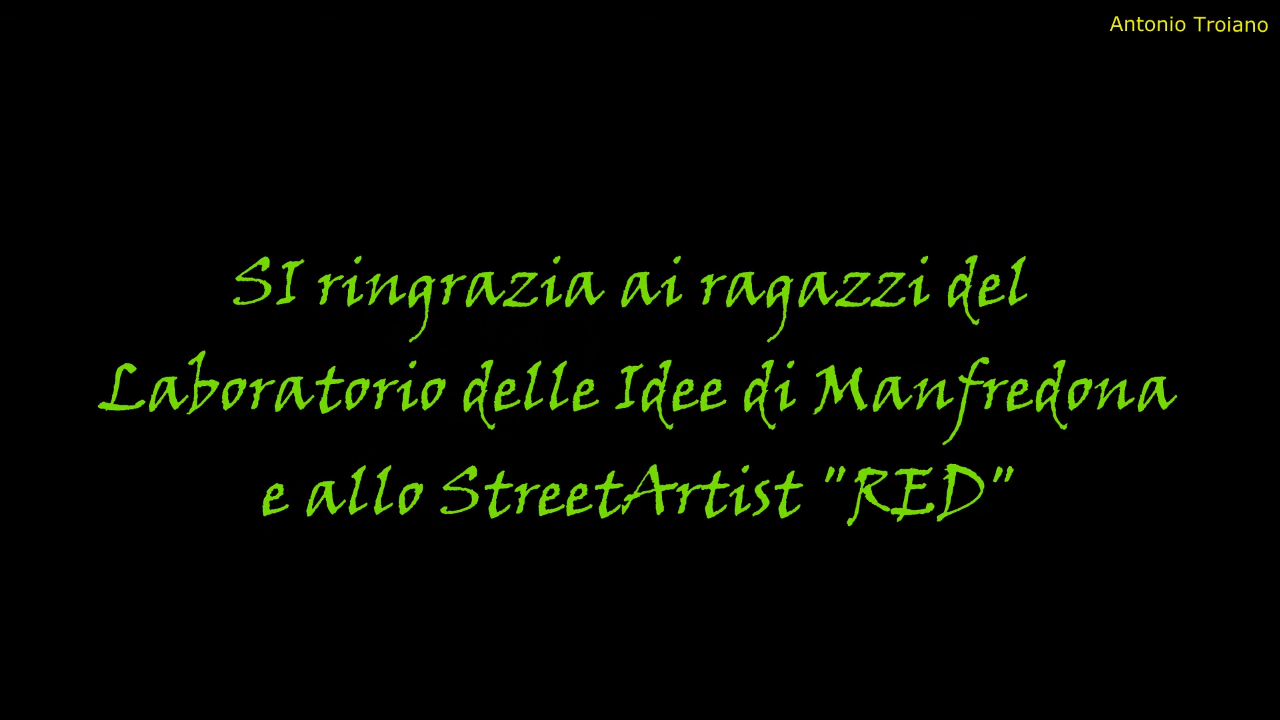 Antonio Troiano
SI ringrazia ai ragazzi del
Laboratorio delle Idee di Manfredona
e allo StreetArtist "RED"